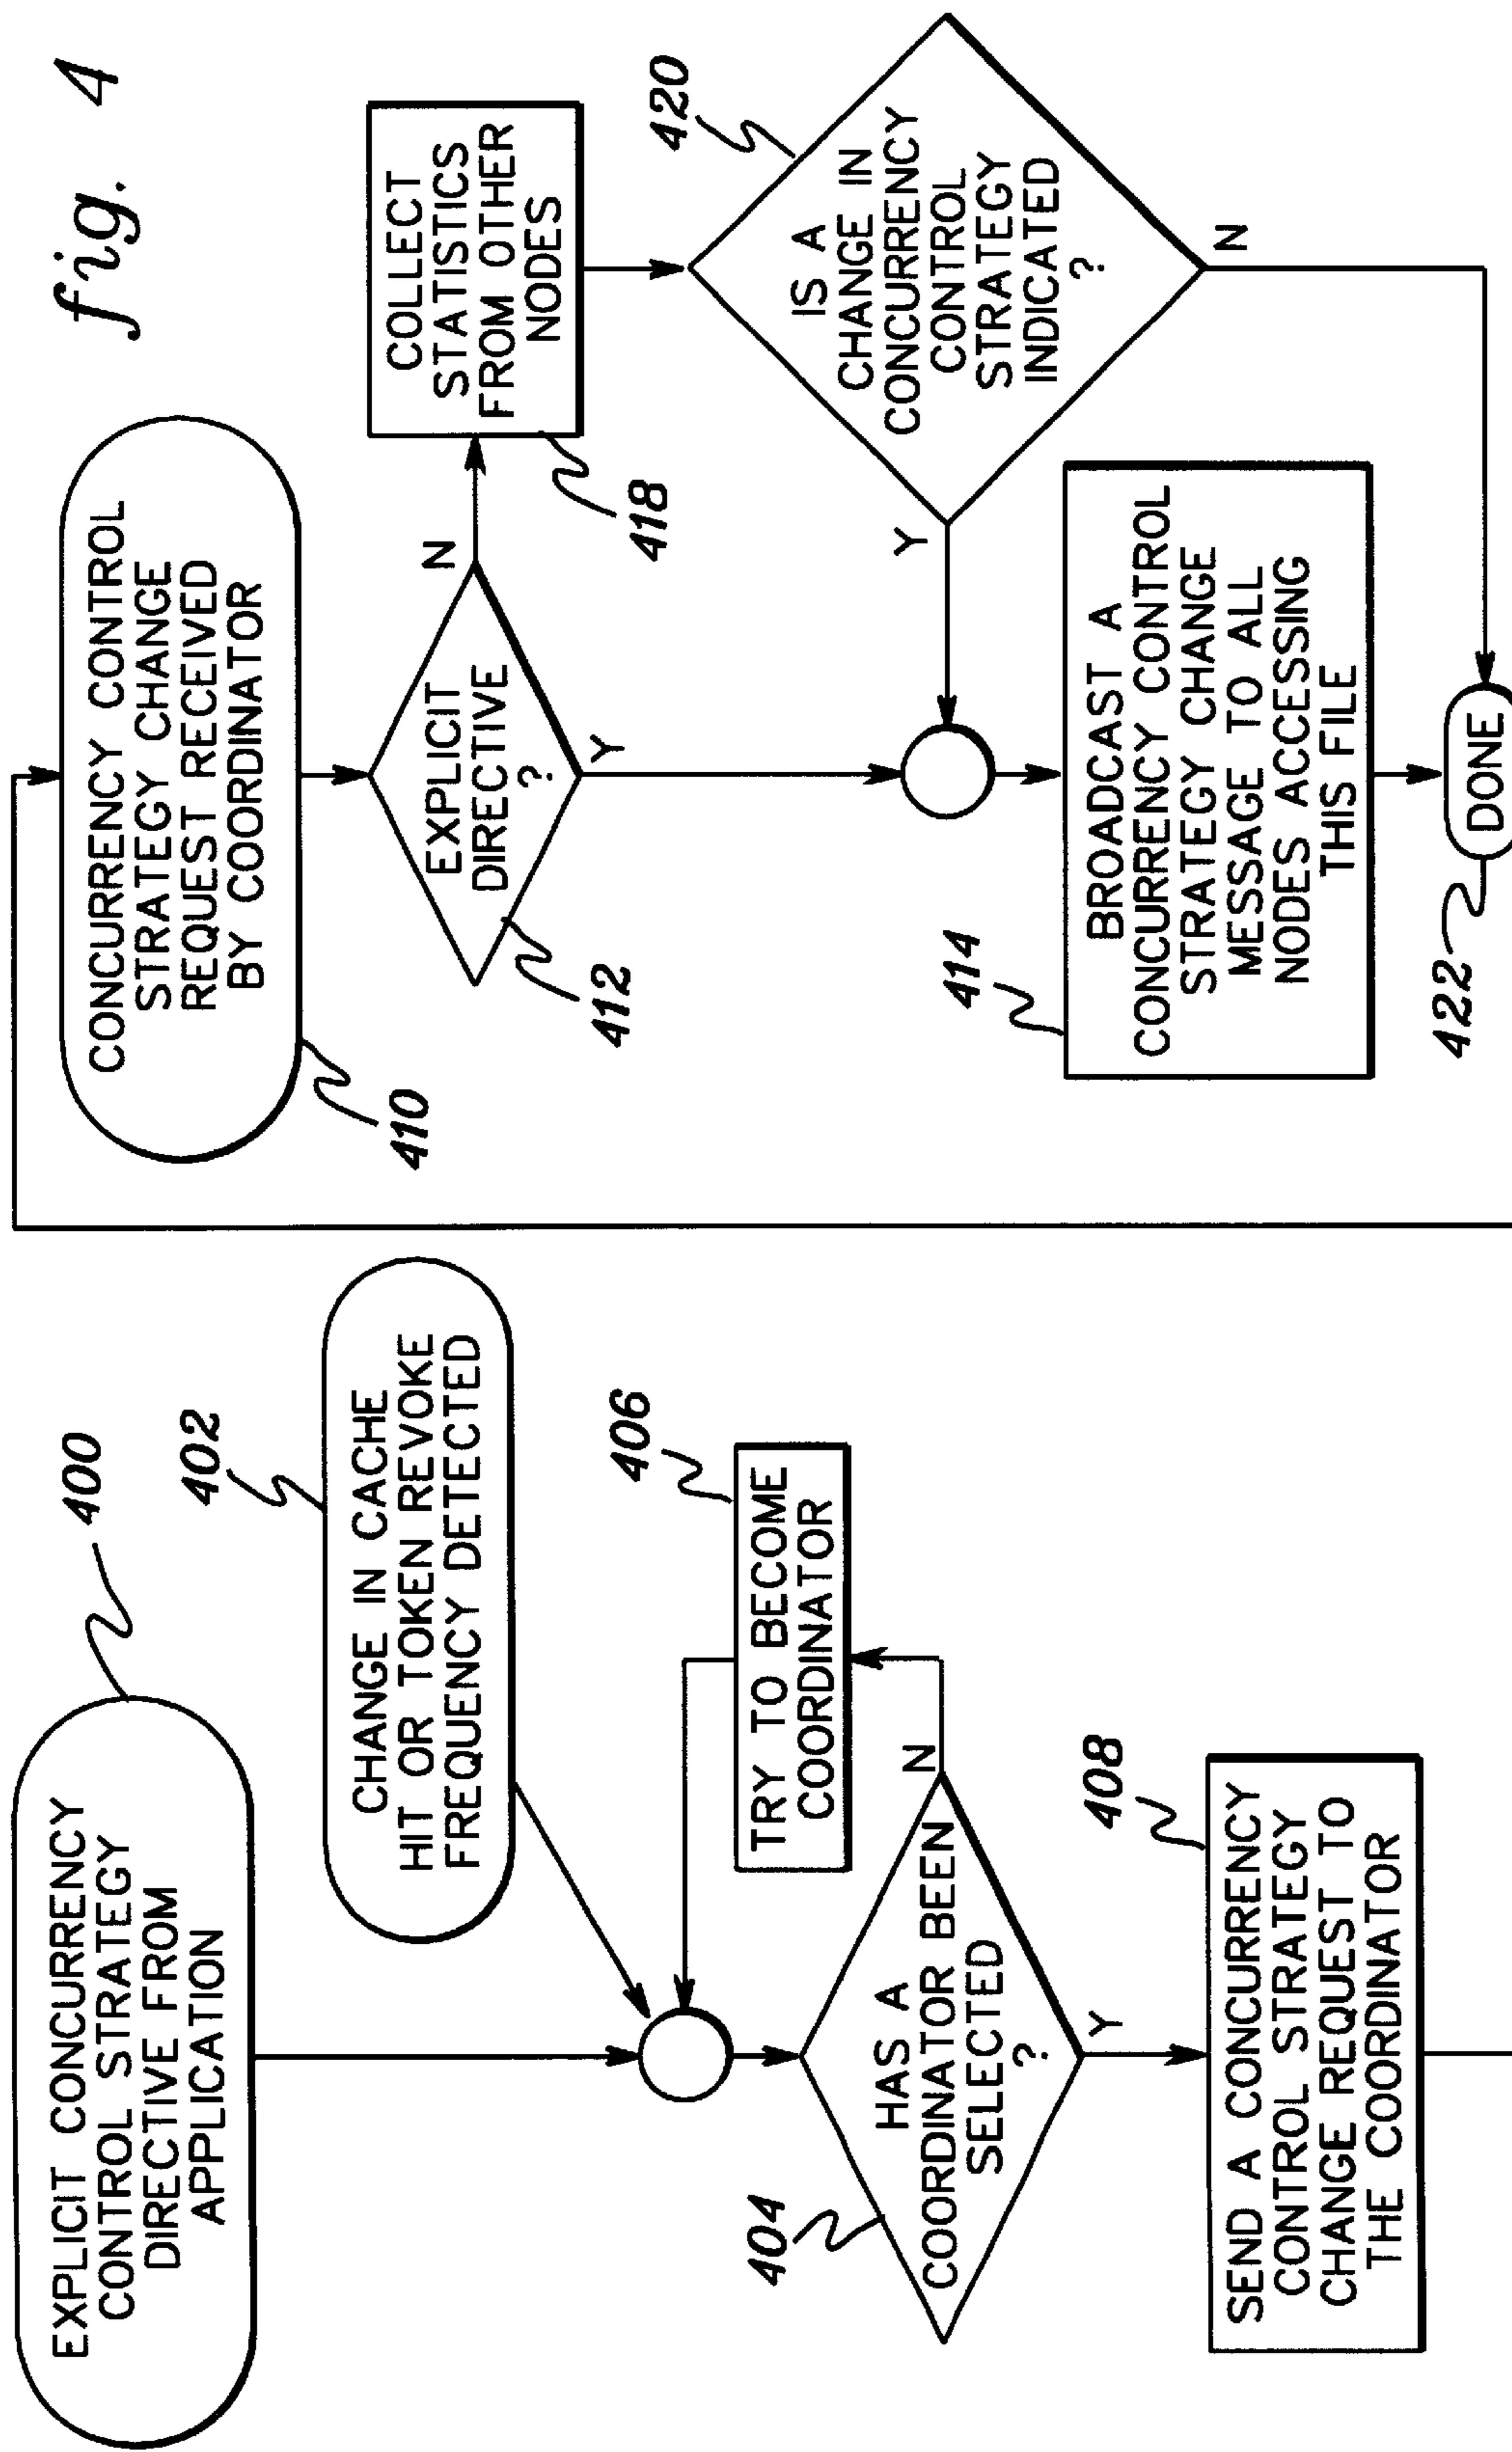 EXPLICIT CONCURRENCY
CONTROL STRATEGY
DIRECTIVE FROM
APPLICATION
400
402
CHANGE IN CACHE
HIT OR TOKEN REVOKE
FREQUENCY DETECTED
406
TRY TO BECOME
COORDINATOR
404
HAS A
COORDINATOR BEEN
SELECTED
?
N
Y
408
SEND A CONCURRENCY
CONTROL STRATEGY
CHANGE REQUEST TO
THE COORDINATOR
fig. 4
CONCURRENCY CONTROL
STRATEGY CHANGE
REQUEST RECEIVED
BY COORDINATOR
410
EXPLICIT
DIRECTIVE
?
N
Y
412
COLLECT
STATISTICS
FROM OTHER
NODES
418
420
IS A
CHANGE IN
CONCURRENCY
CONTROL
STRATEGY
INDICATED
?
Y
N
414
BROADCAST A
CONCURRENCY CONTROL
STRATEGY CHANGE
MESSAGE TO ALL
NODES ACCESSING
THIS FILE
422
DONE